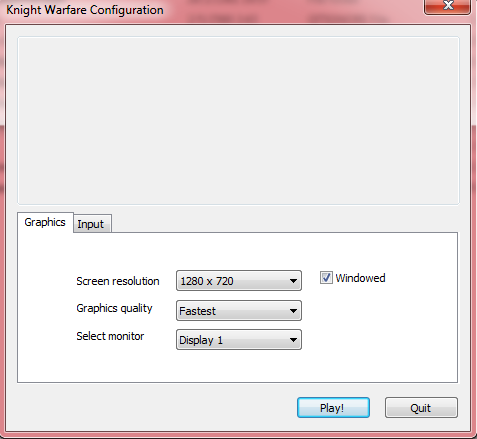 Knight Warfare Configuration
Graphics Input
Screen resolution 1280 x 720 Windowed
Graphics quality Fastest
Select monitor Display 1
Play! Quit